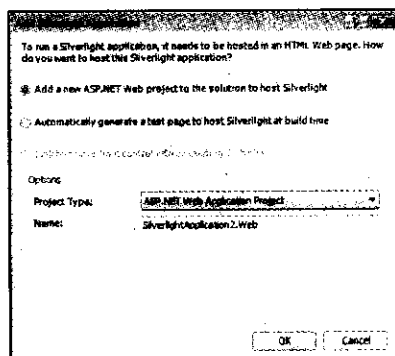 To run a Silverlight application, it needs to be hosted in an HTML Web page. How
do you want to host this Silverlight application?
Add a new ASP.NET Web project to the solution to host Silverlight
Automatically generate a test page to host Silverlight at build time
Options
Project Type:
ASP.NET Web Application Project
Name:
SilverlightApplication2.Web
OK
Cancel